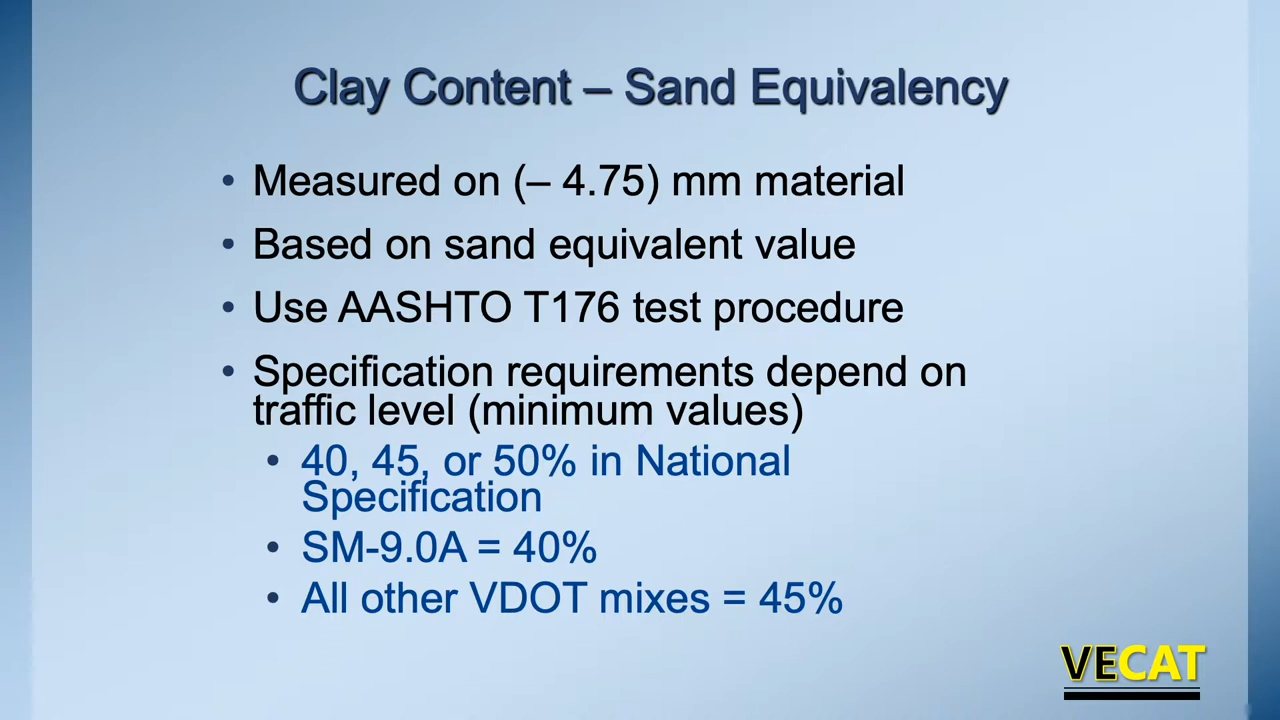 Clay Content – Sand Equivalency
• Measured on (– 4.75) mm material
• Based on sand equivalent value
• Use AASHTO T176 test procedure
• Specification requirements depend on
traffic level (minimum values)
• 40, 45, or 50% in National
Specification
• SM-9.0A = 40%
• All other VDOT mixes = 45%
VECAT